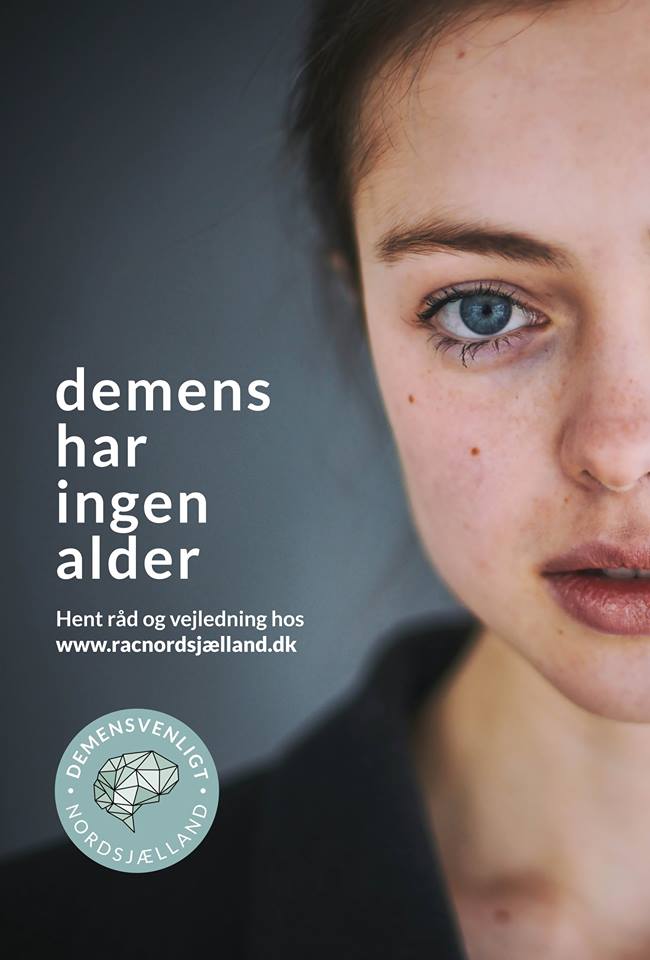 demens
har
ingen
alder
Hent råd og vejledning hos
www.racnordsjælland.dk
DEMENSVENLIGT
NORDSJÆLLAND